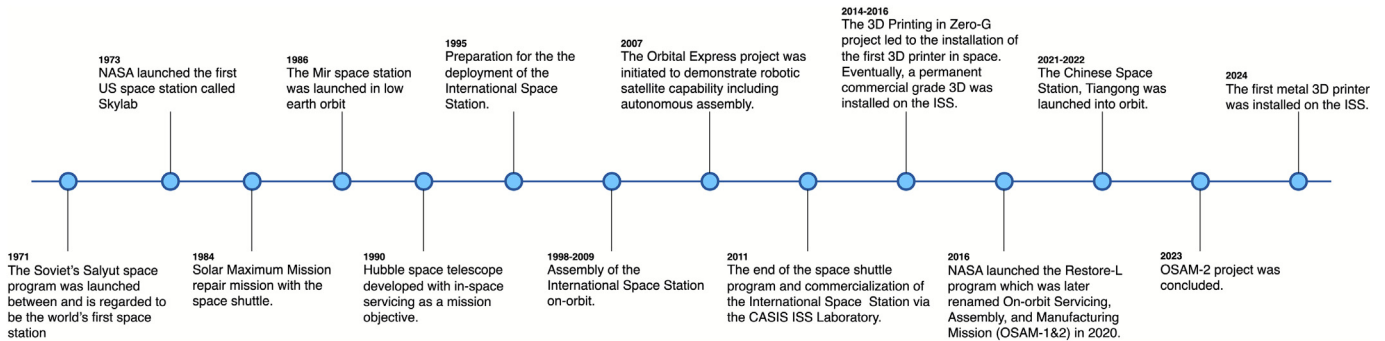 1971
The Soviet's Salyut space
program was launched
between and is regarded to
be the world's first space
station
1973
NASA launched the first
US space station called
Skylab
1984
Solar Maximum Mission
repair mission with the
space shuttle.
1986
The Mir space station
was launched in low
earth orbit
1990
Hubble space telescope
developed with in-space
servicing as a mission
objective.
1995
Preparation for the the
deployment of the
International Space
Station.
1998-2009
Assembly of the
International Space Station
on-orbit.
2007
The Orbital Express project was
initiated to demonstrate robotic
satellite capability including
autonomous assembly.
2011
The end of the space shuttle
program and commercialization of
the International Space Station via
the CASIS ISS Laboratory.
2014-2016
The 3D Printing in Zero-G
project led to the installation of
the first 3D printer in space.
Eventually, a permanent
commercial grade 3D was
installed on the ISS.
2016
NASA launched the Restore-L
program which was later
renamed On-orbit Servicing,
Assembly, and Manufacturing
Mission (OSAM-1&2) in 2020.
2021-2022
The Chinese Space
Station, Tiangong was
launched into orbit.
2023
OSAM-2 project was
concluded.
2024
The first metal 3D printer
was installed on the ISS.